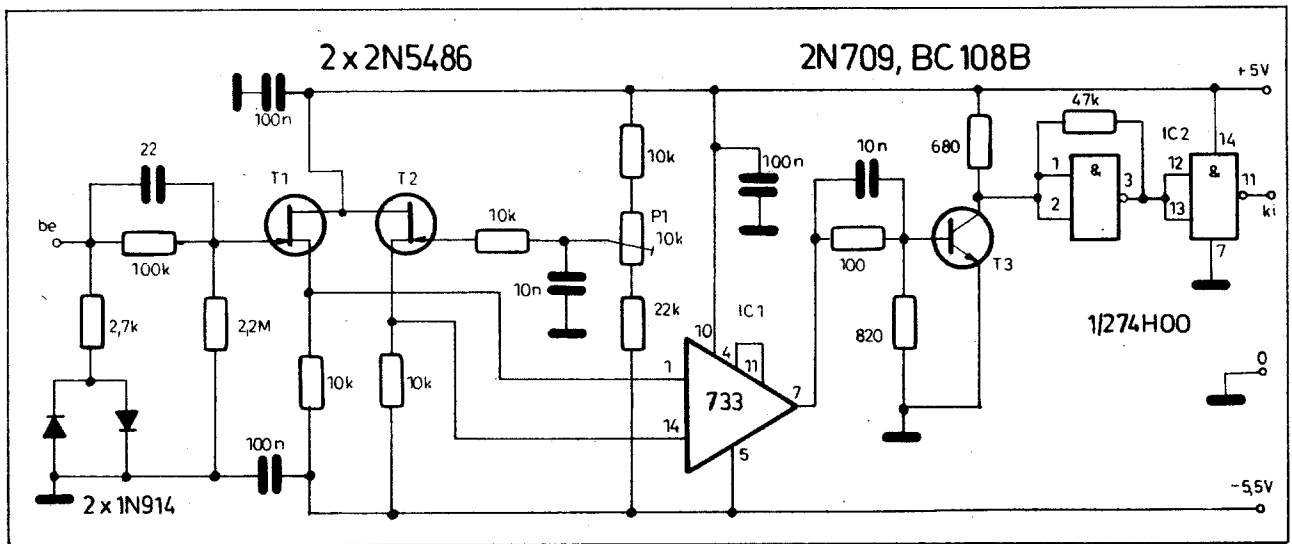 2 x 2N5486
2N709, BC 108B
+5V
100n
22
T1
T2
10k
10k
P1
10k
100n
10n
680
47k
IC2
14
1
2
&
3
12
13
&
11
ki
7
be
100k
2,7k
2,2M
10n
22k
IC1
100
T3
820
10
4
11
1
14
733
7
5
1/274H00
0
10k
10k
100n
2 x 1N914
-5,5V